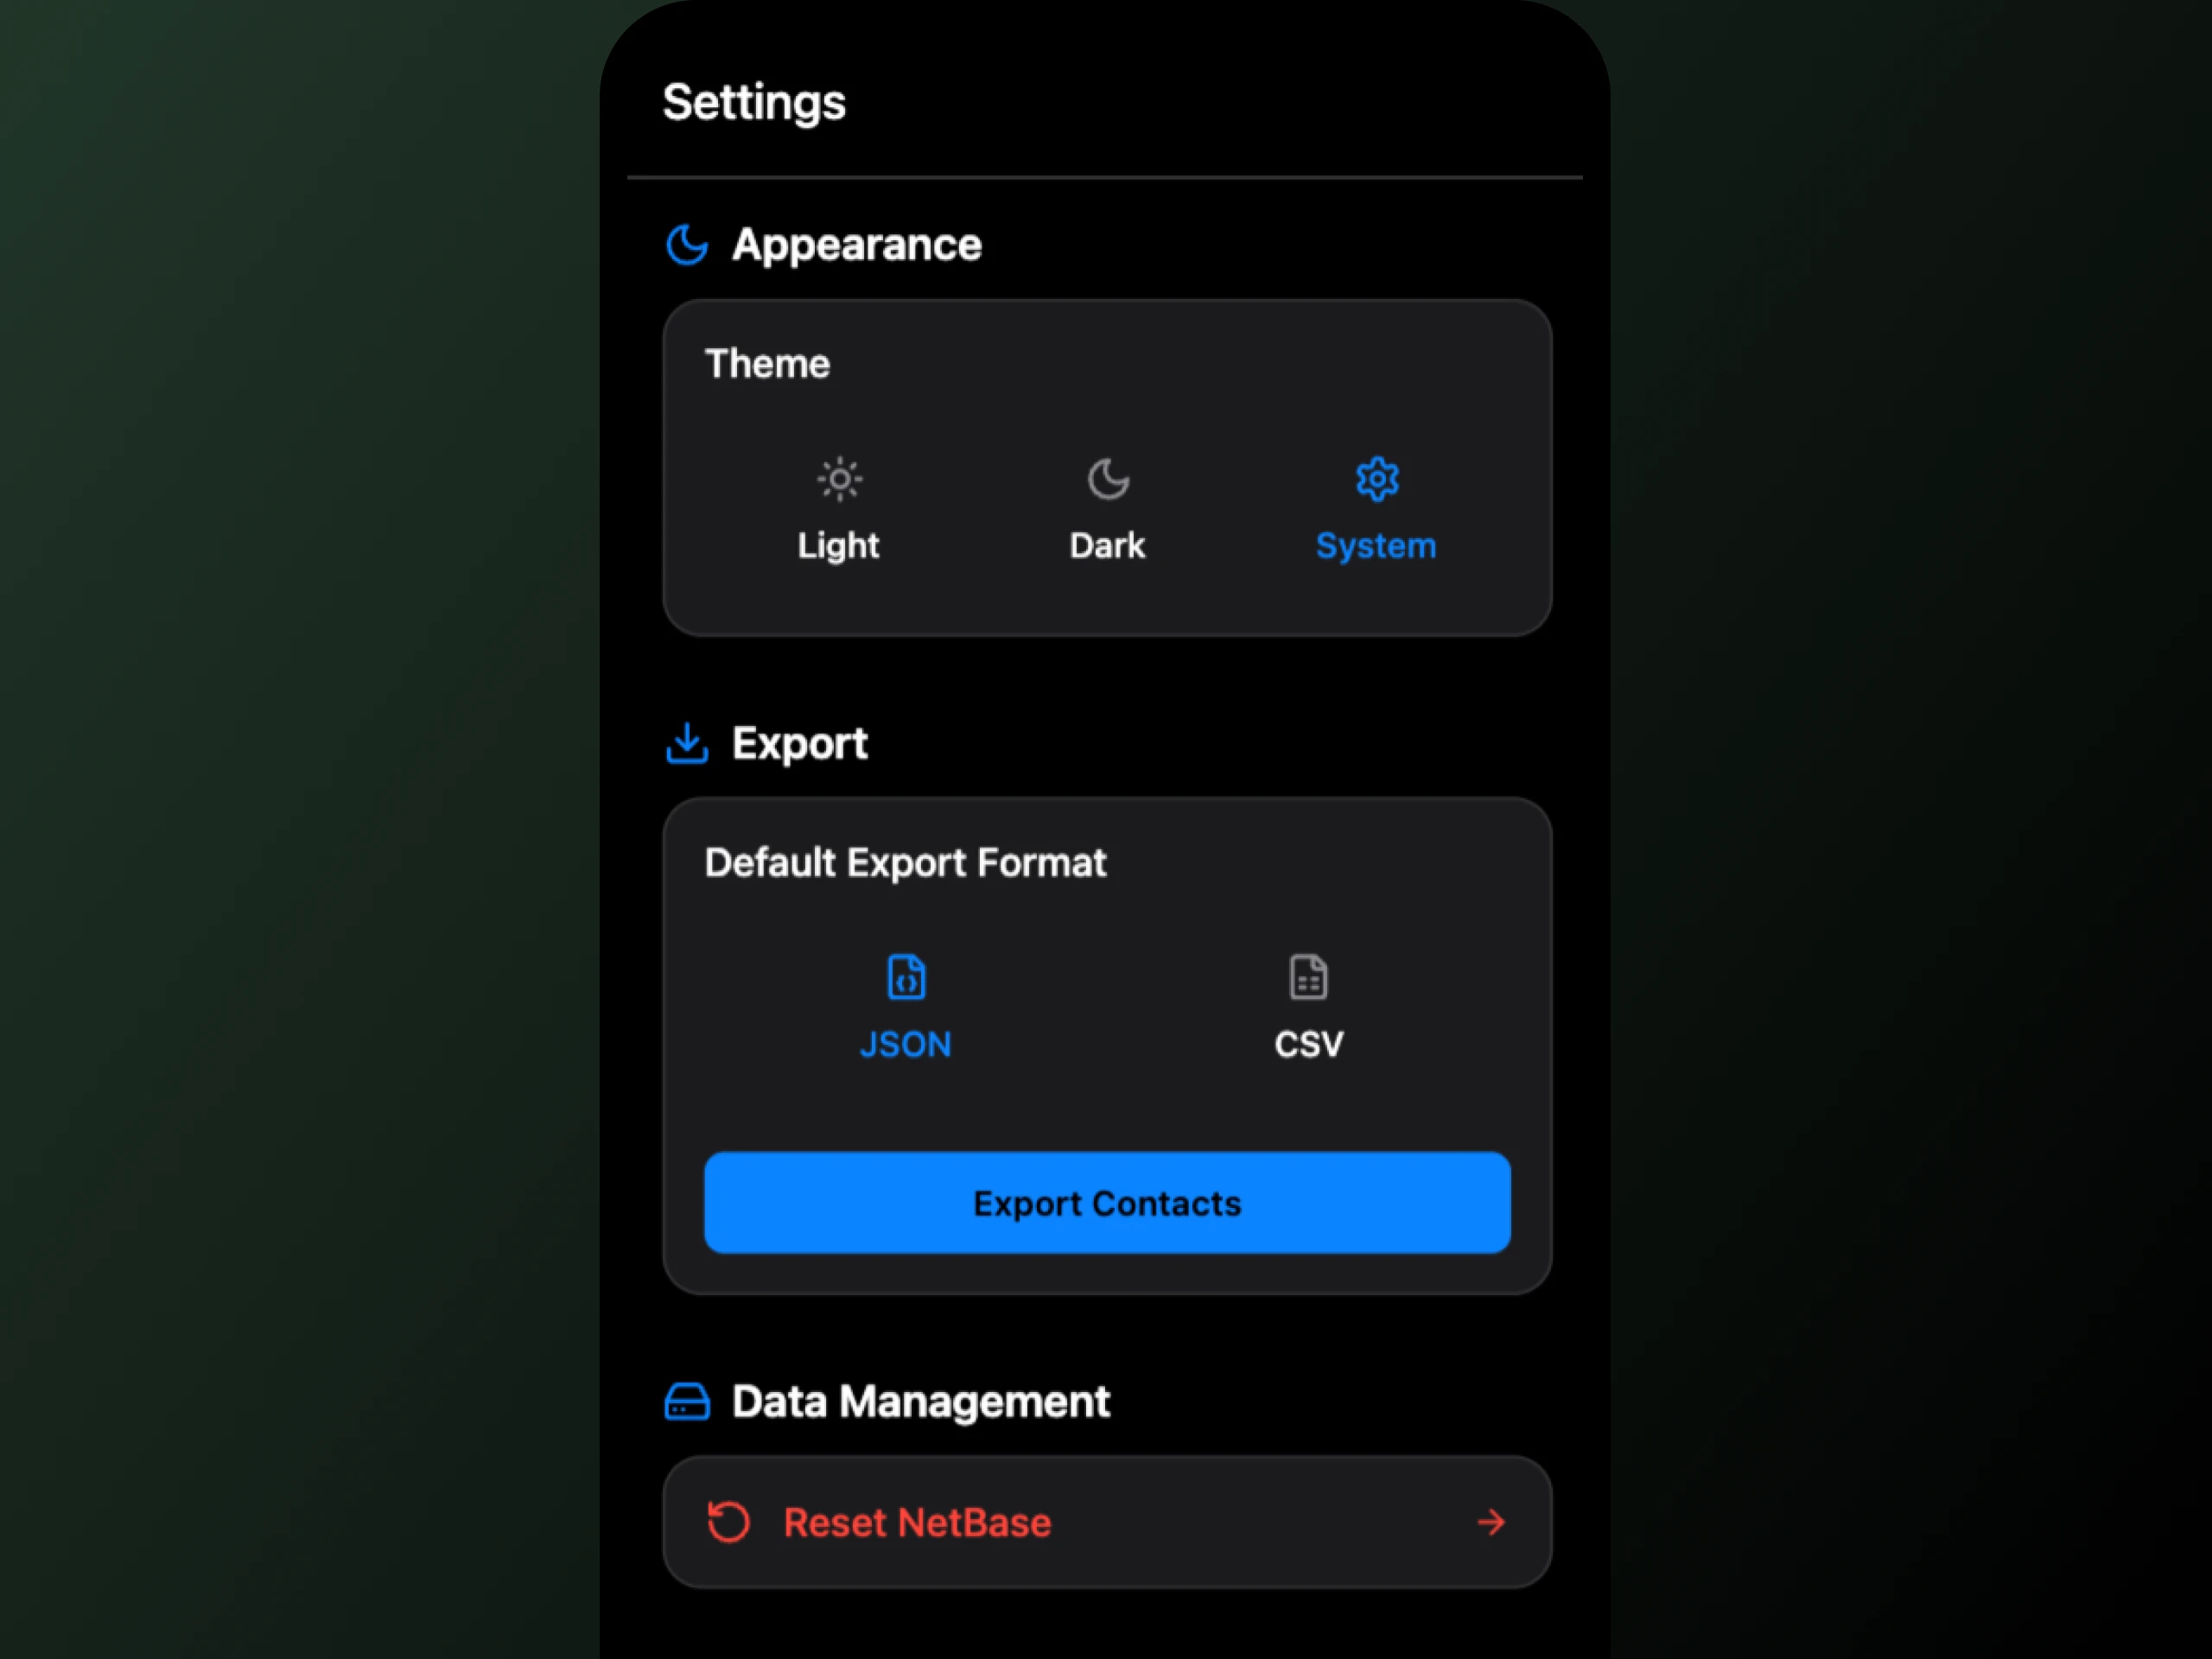 Settings
Appearance
Theme
Light Dark System
Export
Default Export Format
JSON CSV
Export Contacts
Data Management
Reset NetBase